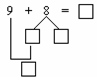 9 + 8 =